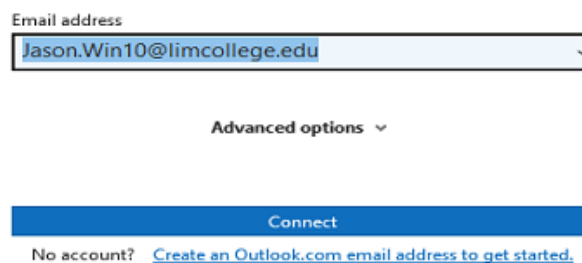 Email address
Jason.Win10@limcollege.edu
Advanced options
Connect
No account? Create an Outlook.com email address to get started.